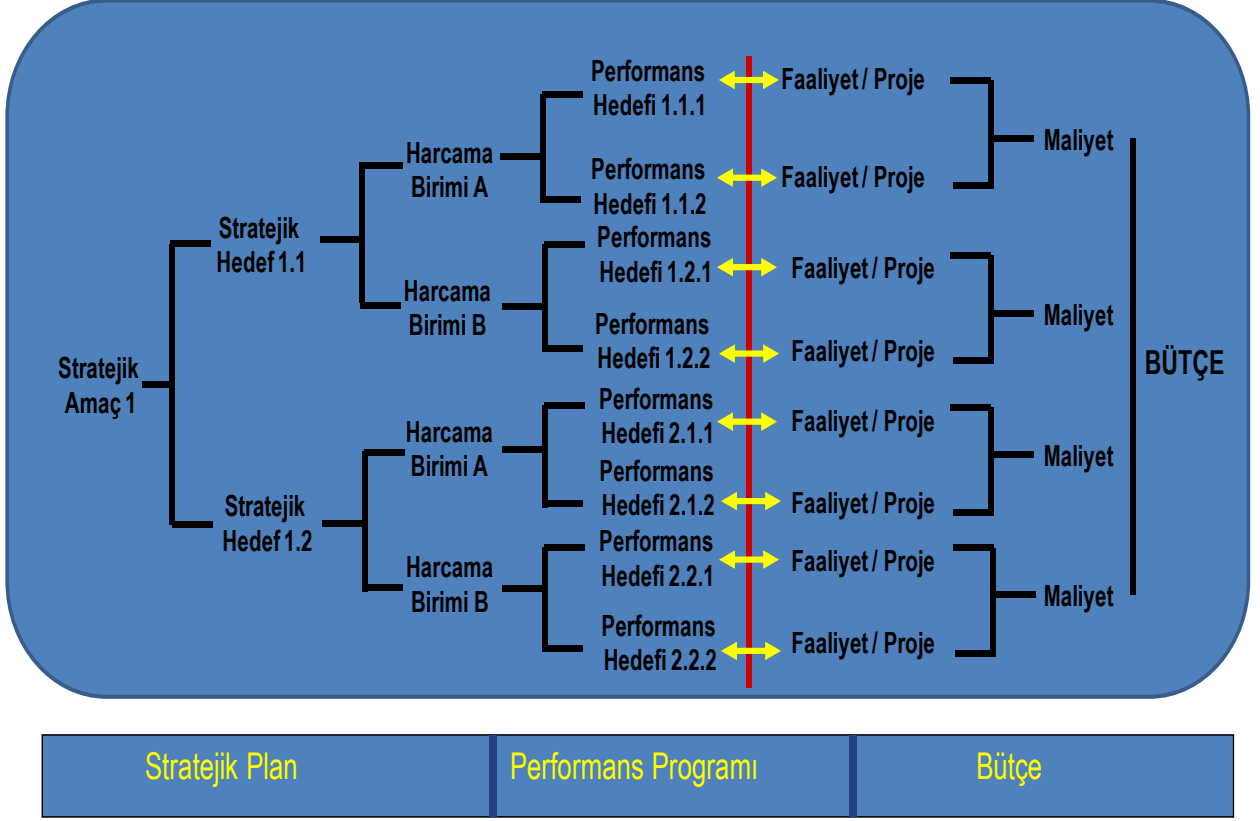 Stratejik
Amaç 1
Stratejik
Hedef 1.1
Stratejik
Hedef 1.2
Harcama
Birimi A
Harcama
Birimi B
Harcama
Birimi A
Harcama
Birimi B
Performans
Hedefi 1.1.1
Performans
Hedefi 1.1.2
Performans
Hedefi 1.2.1
Performans
Hedefi 1.2.2
Performans
Hedefi 2.1.1
Performans
Hedefi 2.1.2
Performans
Hedefi 2.2.1
Performans
Hedefi 2.2.2
Faaliyet / Proje
Faaliyet / Proje
Faaliyet / Proje
Faaliyet / Proje
Faaliyet / Proje
Faaliyet / Proje
Faaliyet / Proje
Faaliyet / Proje
Maliyet
Maliyet
Maliyet
Maliyet
BÜTÇE
Stratejik Plan
Performans Programı
Bütçe